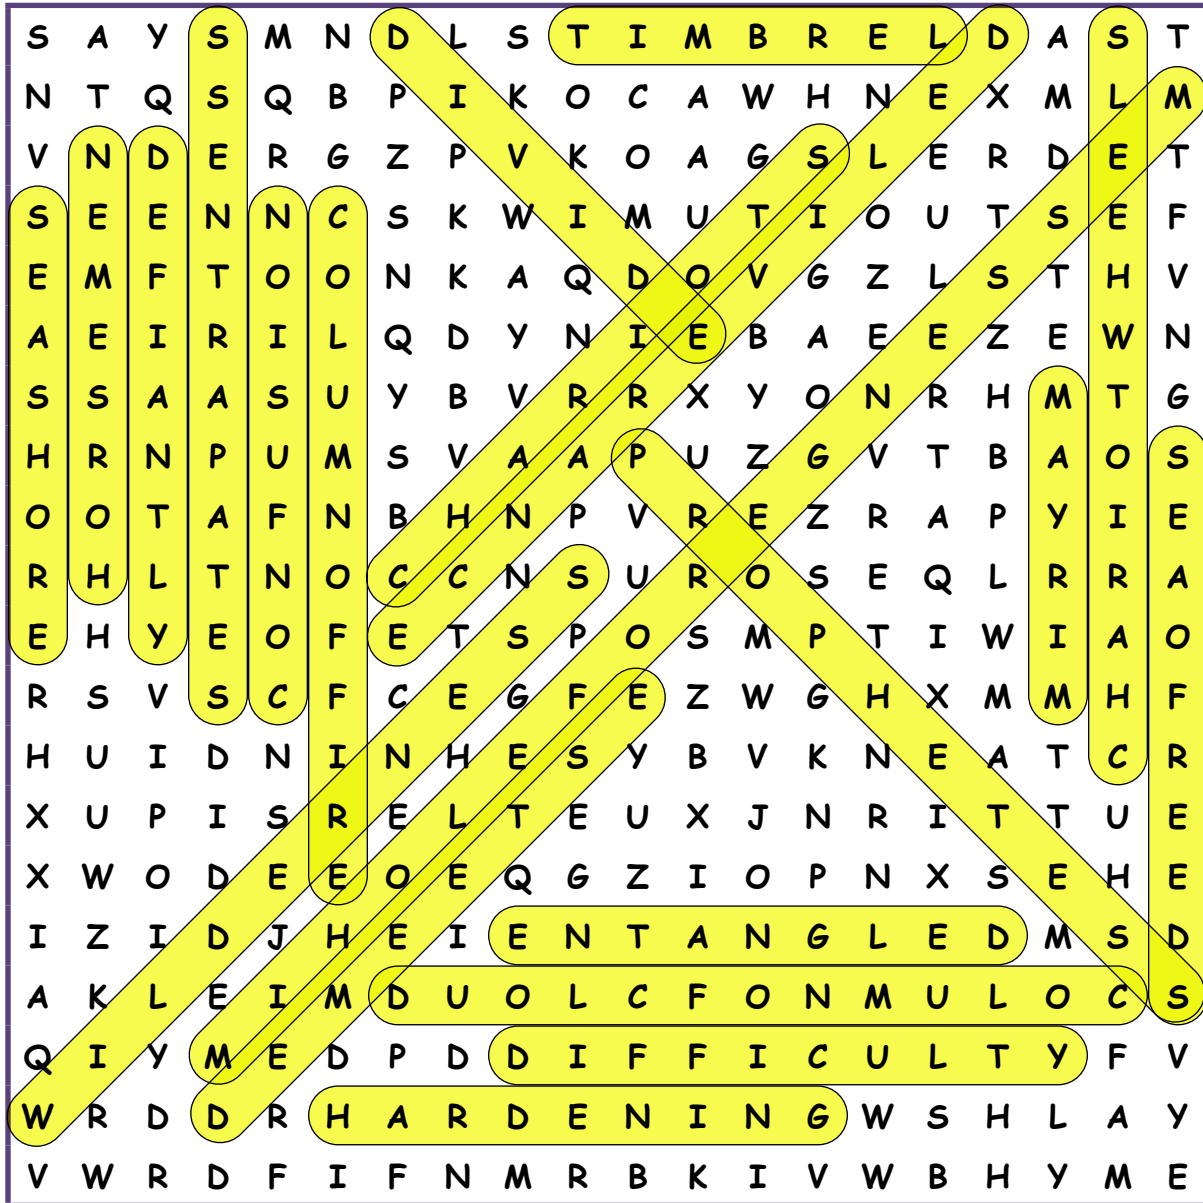 S A Y S M N D L S T I M B R E L D A S T
N T Q S Q B P I K O C A W H N E X M L M
V N D E R G Z P V K O A G S L E R D E T
S E E N N C S K W I M U T I O U T S E F
E M F T O O N K A Q D O V G Z L S T H V
A E I R I L Q D Y N I E B A E E Z E W N
S S A A S U Y B V R R X Y O N R H M T G
H R N P U M S V A A P U Z G V T B A O S
O O T A F N B H N P V R E Z R A P Y I E
R H L T N O C C N S U R O S E Q L R R A
E H Y E O F E T S P O S M P T I W I A O
R S V S C F C E G F E Z W G H X M M H F
H U I D N I N H E S Y B V K N E A T C R
X U P I S R E L T E U X J N R I T T U E
X W O D E E O E Q G Z I O P N X S E H E
I Z I D J H E I E N T A N G L E D M S D
A K L E I M D U O L C F O N M U L O C S
Q I Y M E D P D D I F F I C U L T Y F V
W R D D R H A R D E N I N G W S H L A Y
V W R D F I F N M R B K I V W B H Y M E